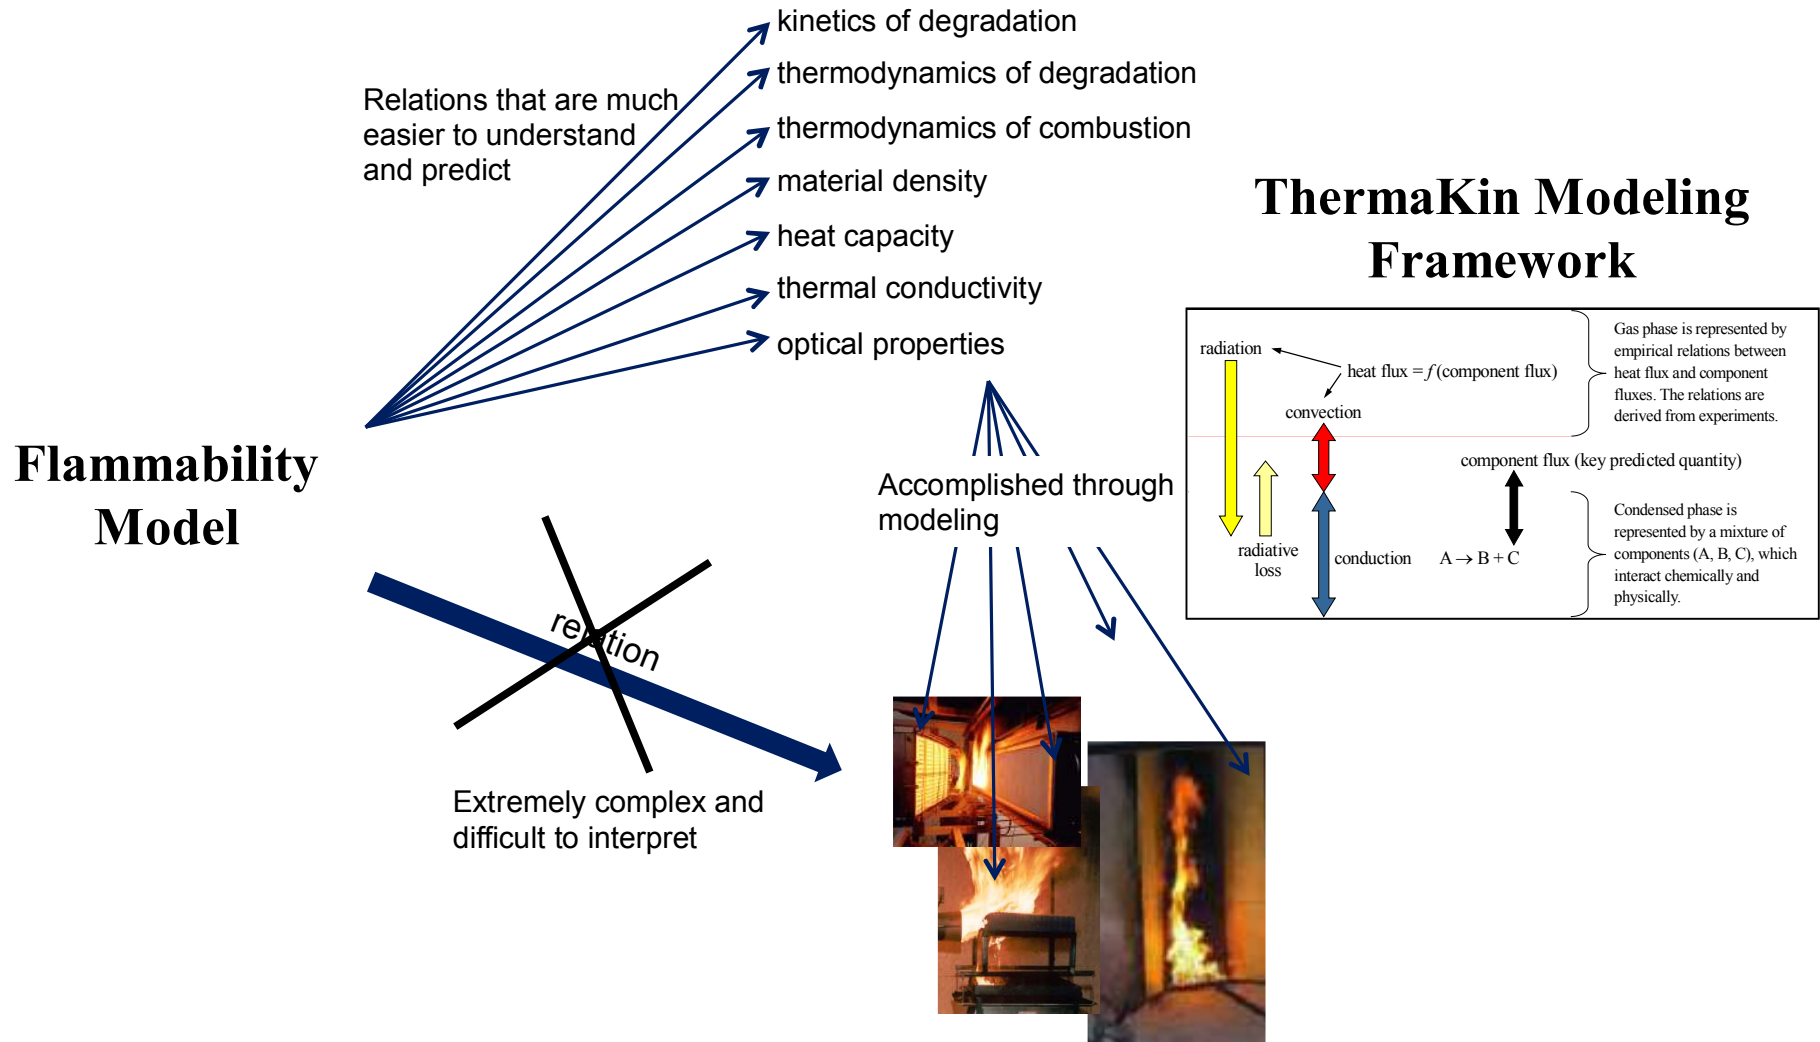 kinetics of degradation
thermodynamics of degradation
thermodynamics of combustion
material density
heat capacity
thermal conductivity
optical properties
Relations that are much
easier to understand
and predict
Flammability
Model
relation
Extremely complex and
difficult to interpret
Accomplished through
modeling
ThermaKin Modeling
Framework
radiation
heat flux = f (component flux)
convection
Gas phase is represented by
empirical relations between
heat flux and component
fluxes. The relations are
derived from experiments.
component flux (key predicted quantity)
radiative
loss
conduction
A → B + C
Condensed phase is
represented by a mixture of
components (A, B, C), which
interact chemically and
physically.